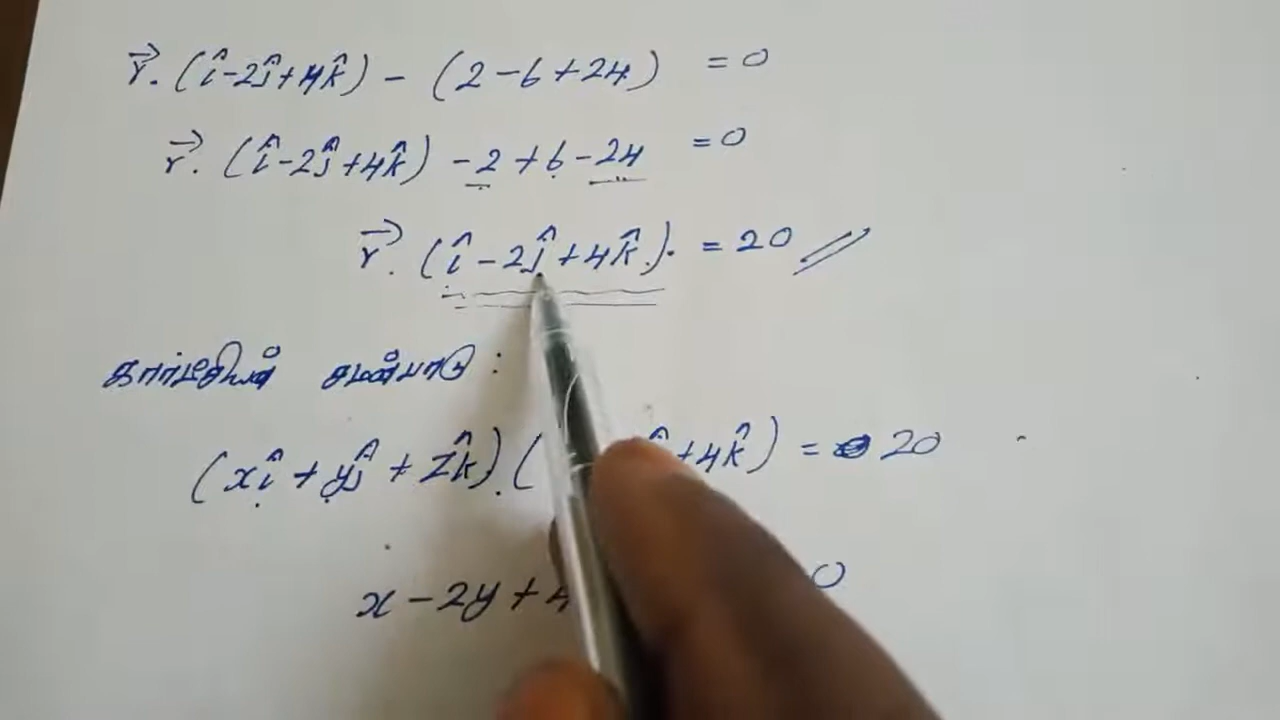 r⃗. (î-2ĵ+4k̂) - (2-6+24) = 0
r⃗. (î-2ĵ+4k̂) -2+6-24 = 0
r⃗. (î-2ĵ+4k̂). = 20 //
கார்டீசியன் சமன்பாடு :
(xî+yĵ+zk̂).( +4k̂) = 20
x-2y+4 0